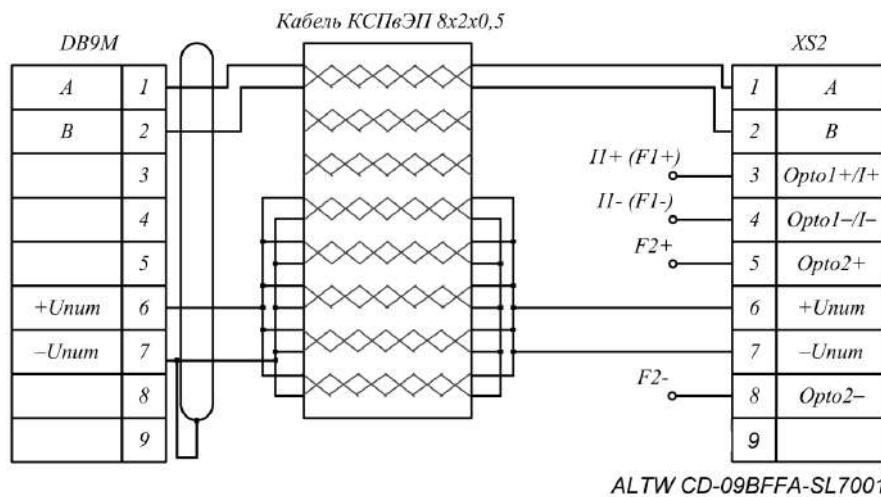 Кабель КСПвЭП 8х2х0,5
DB9M
XS2
A 1
B 2
3
4
5
+Uпит 6
–Uпит 7
8
9
I1+ (F1+)
I1- (F1-)
F2+
F2-
1 A
2 B
3 Opto1+/I+
4 Opto1–/I–
5 Opto2+
6 +Uпит
7 –Uпит
8 Opto2–
9
ALTW CD-09BFFA-SL7001